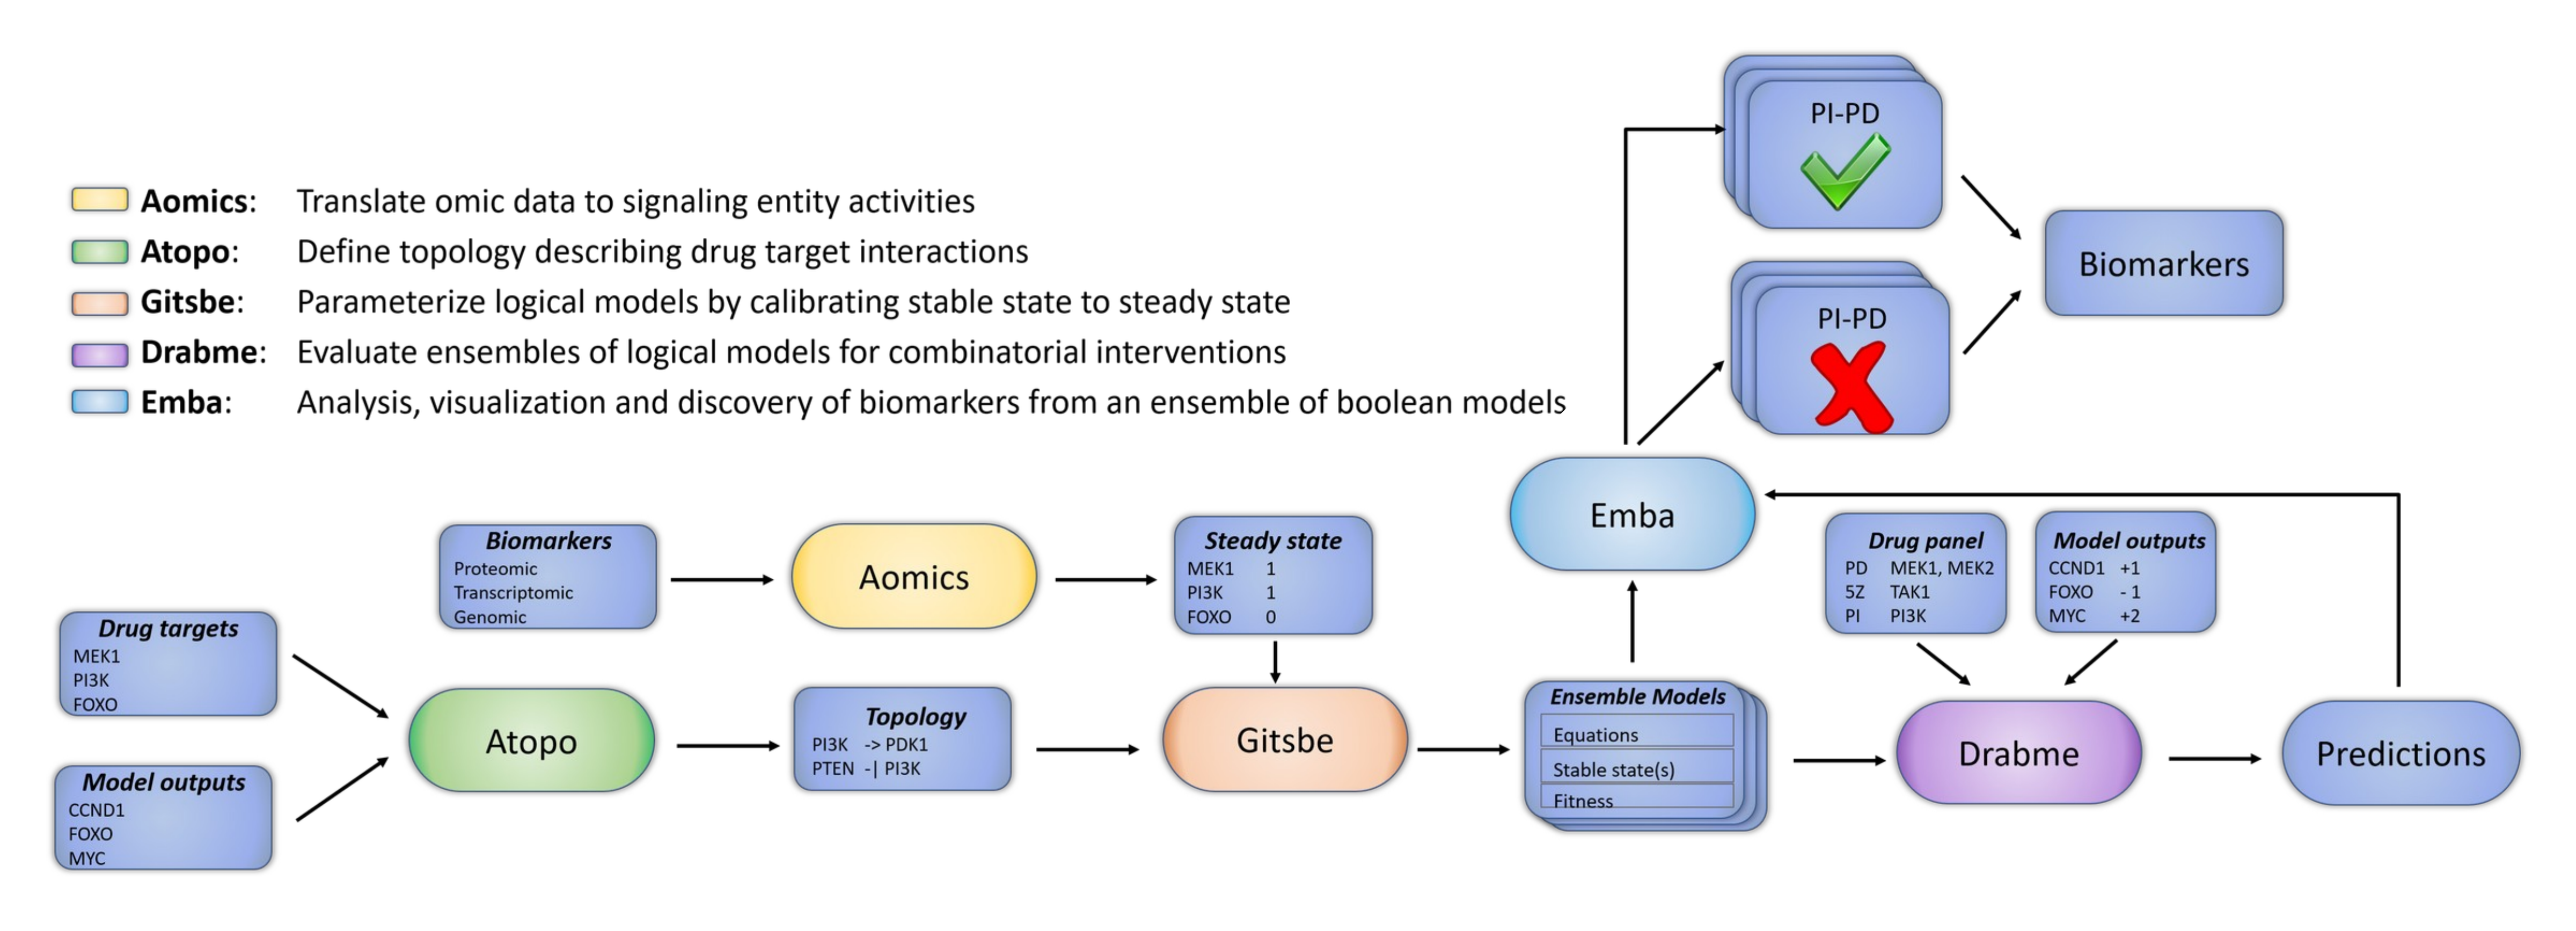 PI-PD
Aomics: Translate omic data to signaling entity activities
Atopo: Define topology describing drug target interactions
Gitsbe: Parameterize logical models by calibrating stable state to steady state
Drabme: Evaluate ensembles of logical models for combinatorial interventions
Emba: Analysis, visualization and discovery of biomarkers from an ensemble of boolean models
Biomarkers
PI-PD
Emba
Biomarkers
Proteomic
Transcriptomic
Genomic
Aomics
Steady state
MEK1 1
PI3K 1
FOXO 0
Drug panel
PD MEK1, MEK2
5Z TAK1
PI PI3K
Model outputs
CCND1 +1
FOXO - 1
MYC +2
Drug targets
MEK1
PI3K
FOXO
Model outputs
CCND1
FOXO
MYC
Atopo
Topology
PI3K -> PDK1
PTEN -| PI3K
Gitsbe
Ensemble Models
Equations
Stable state(s)
Fitness
Drabme
Predictions